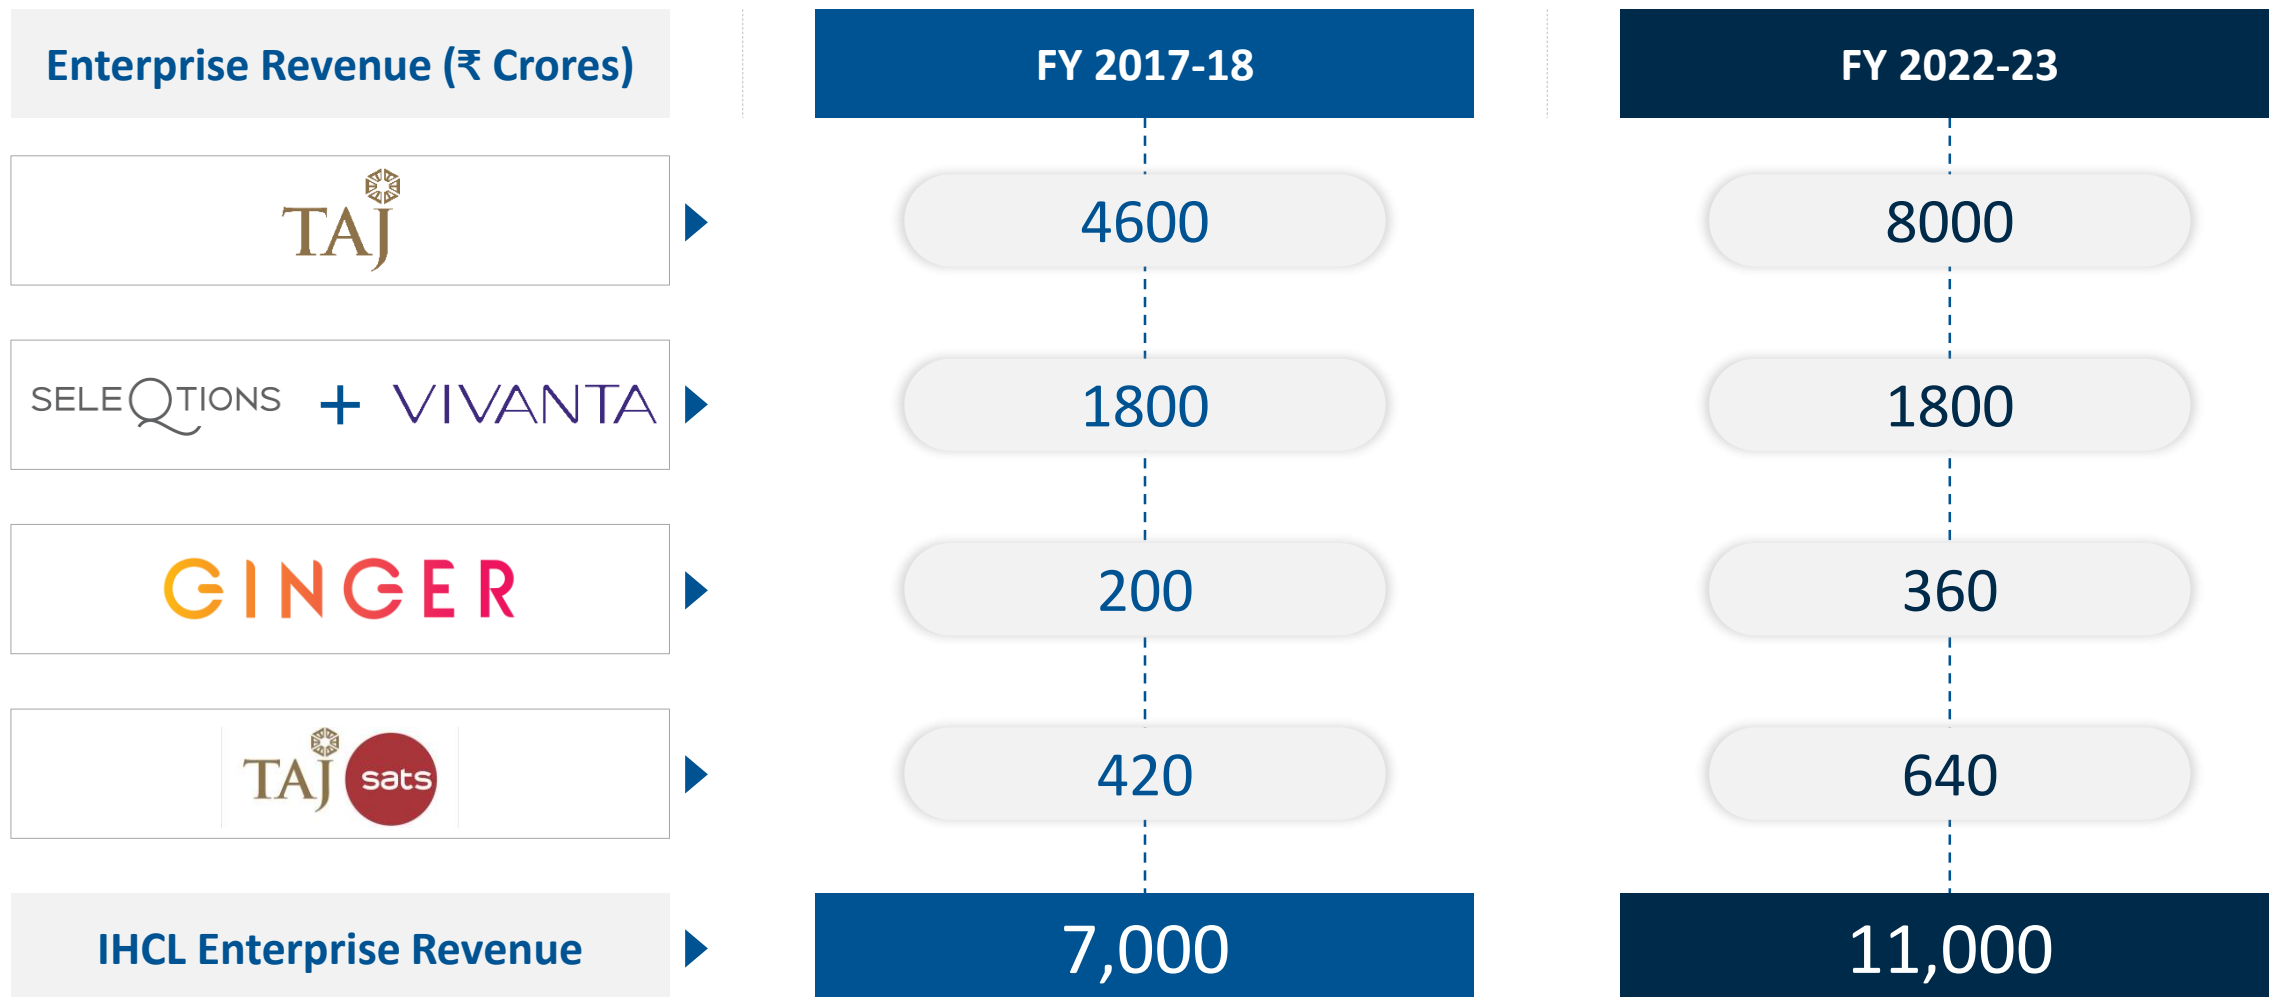 Enterprise Revenue (₹ Crores) FY 2017-18 FY 2022-23
TAJ 4600 8000
SELEQTIONS + VIVANTA 1800 1800
GINGER 200 360
TAJ sats 420 640
IHCL Enterprise Revenue 7,000 11,000